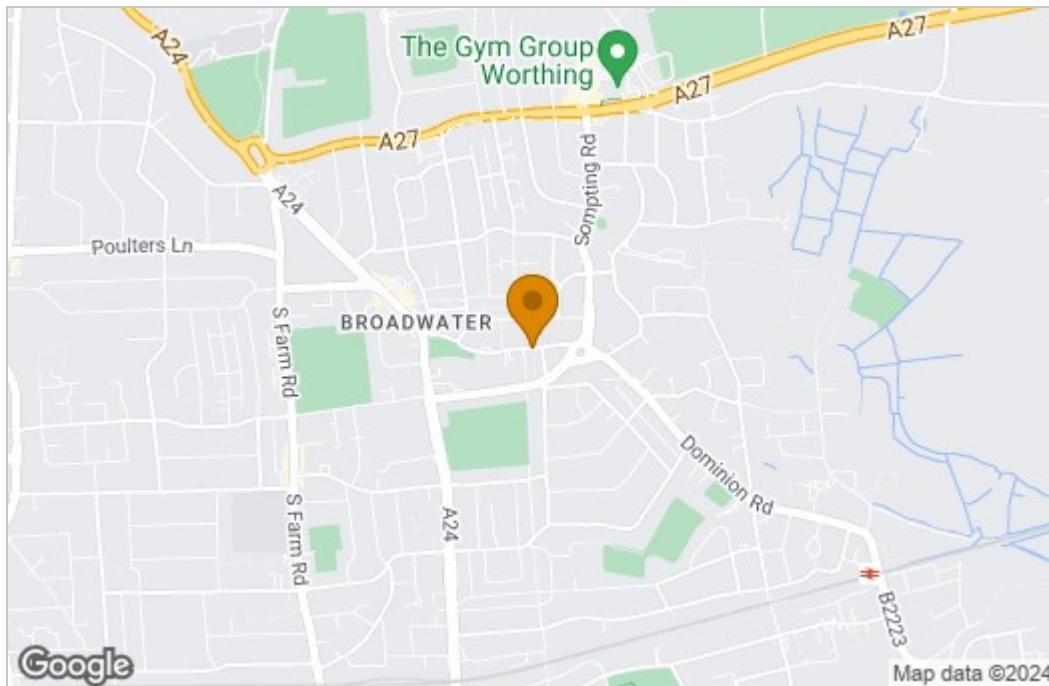 A24
A27
The Gym Group
Worthing
A27
A27
A24
Sompting Rd
Poulters Ln
S Farm Rd
BROADWATER
Dominion Rd
S Farm Rd
A24
B2223
Google
Map data ©2024